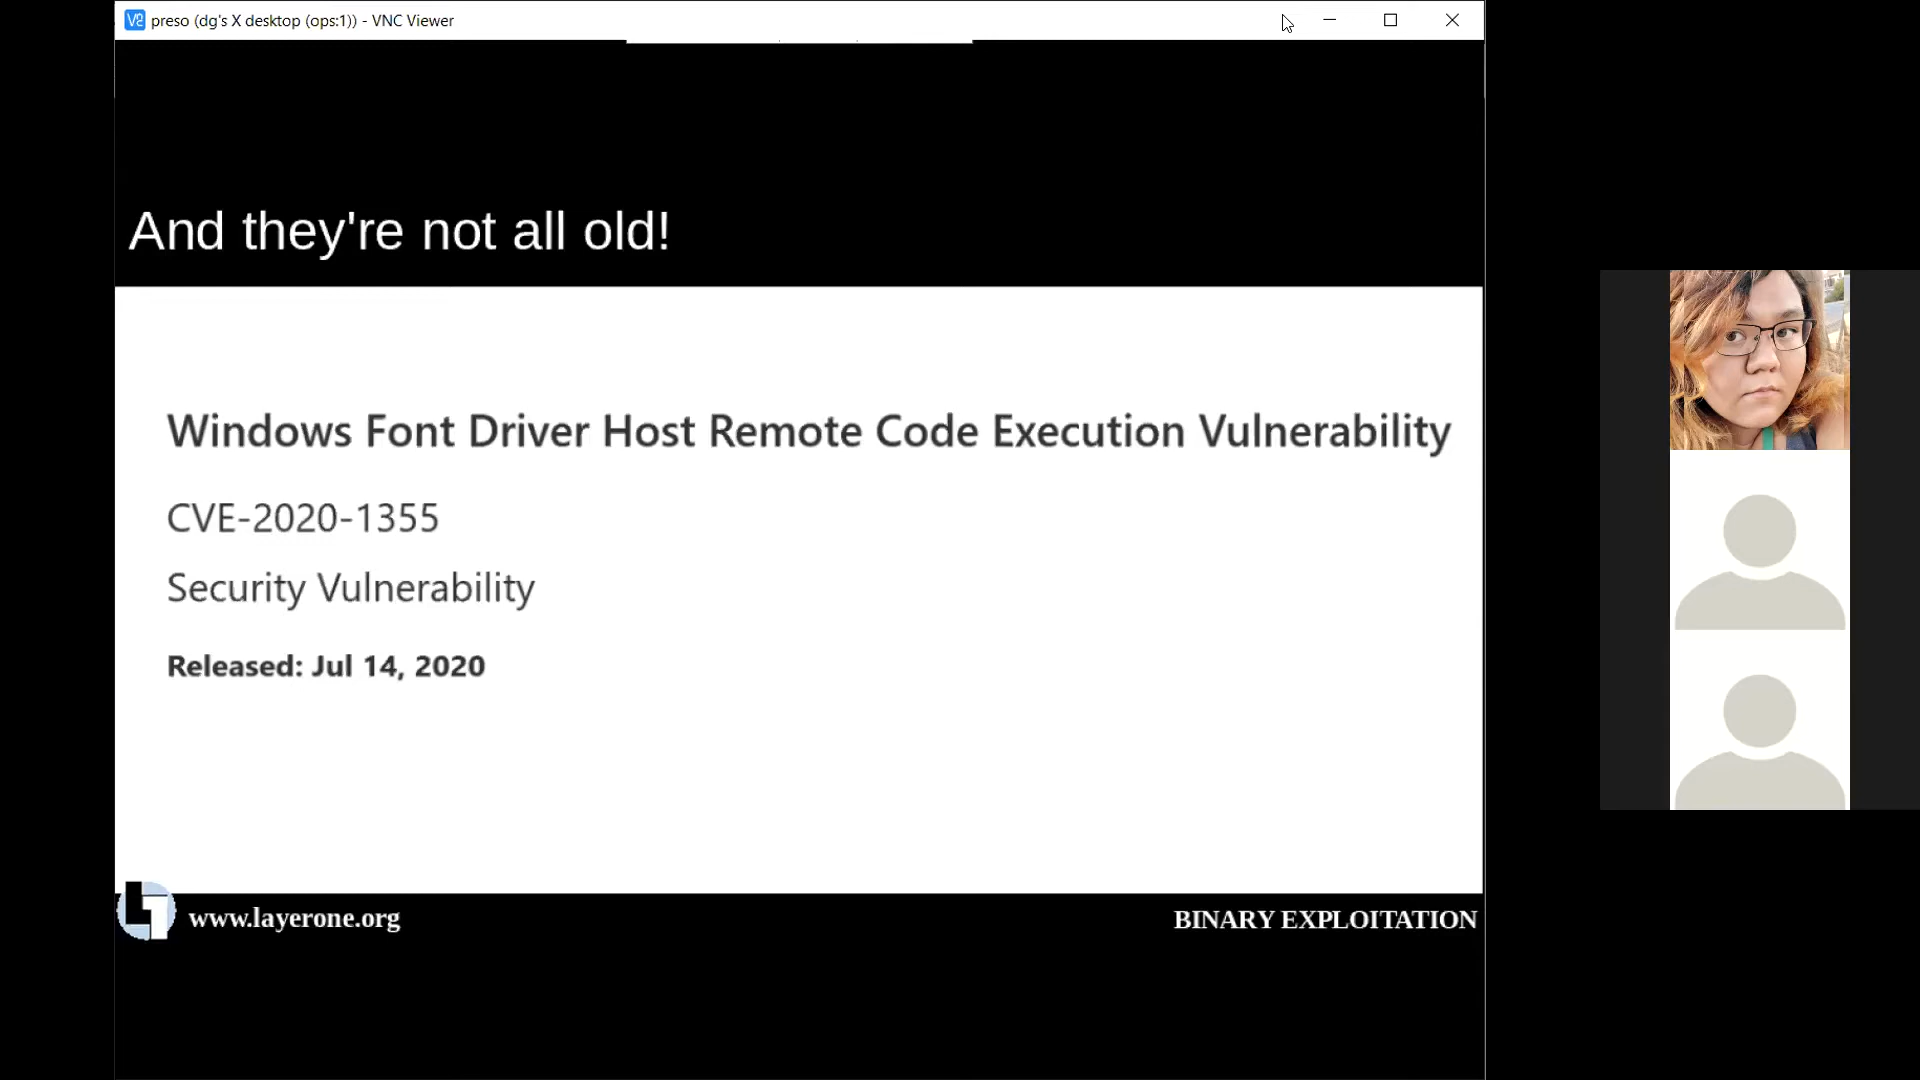 preso (dg's X desktop (ops:1)) - VNC Viewer
And they're not all old!
Windows Font Driver Host Remote Code Execution Vulnerability
CVE-2020-1355
Security Vulnerability
Released: Jul 14, 2020
www.layerone.org
BINARY EXPLOITATION